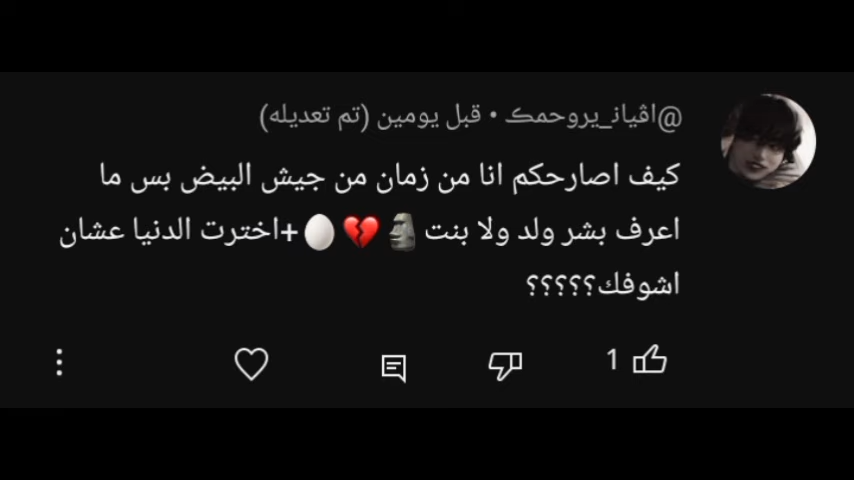 @اڤيانـ_يروحمڪ • قبل يومين (تم تعديله)
كيف اصارحكم انا من زمان من جيش البيض بس ما
اعرف بشر ولد ولا بنت🗿💔🥚+اخترت الدنيا عشان
اشوفك؟؟؟؟؟
1